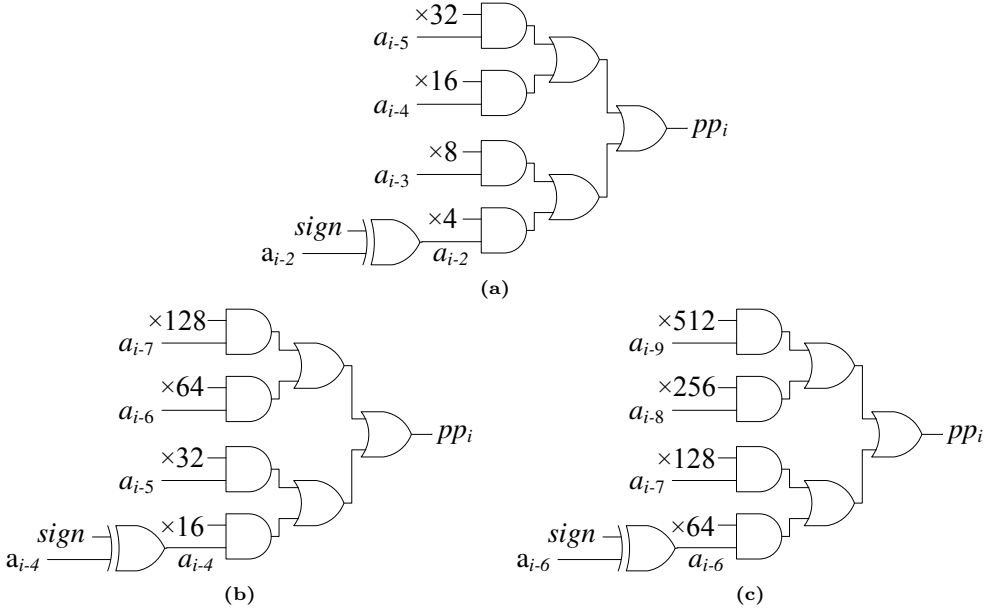 ×32
a_{i-5}
×16
a_{i-4}
pp_i
×8
a_{i-3}
×4
sign
a_{i-2}
a_{i-2}
(a)
×128
a_{i-7}
×64
a_{i-6}
pp_i
×32
a_{i-5}
×16
sign
a_{i-4}
a_{i-4}
(b)
×512
a_{i-9}
×256
a_{i-8}
pp_i
×128
a_{i-7}
×64
sign
a_{i-6}
a_{i-6}
(c)